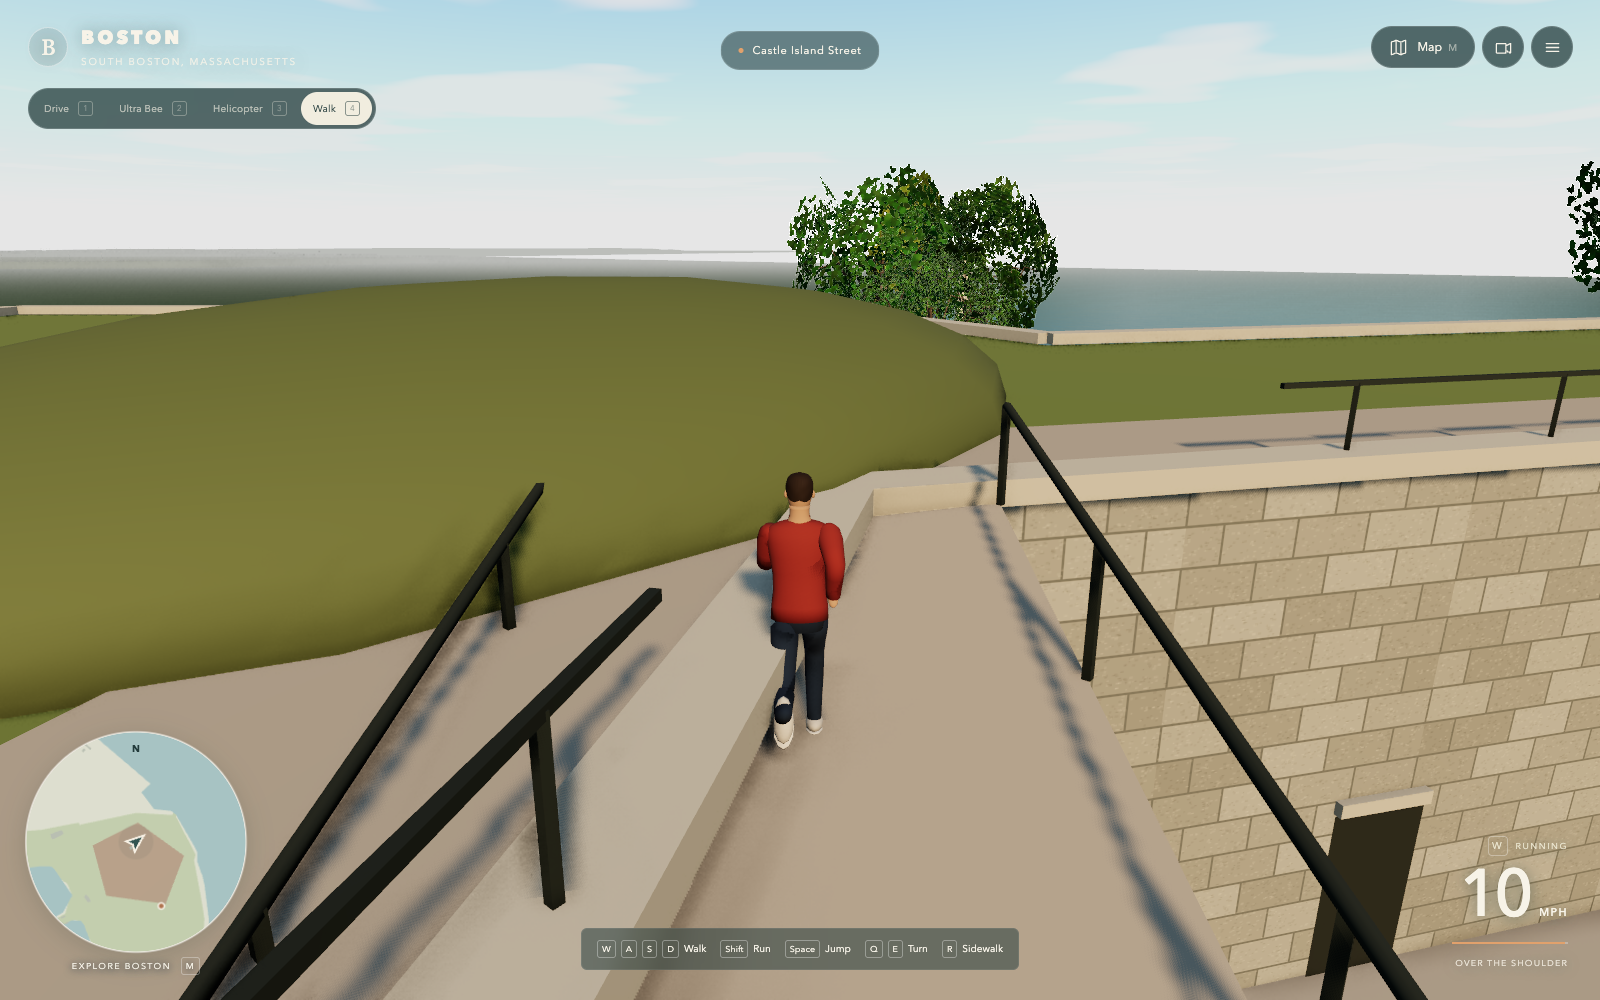 B
BOSTON
SOUTH BOSTON, MASSACHUSETTS
Castle Island Street
Map M
Drive 1 Ultra Bee 2 Helicopter 3 Walk 4
N
EXPLORE BOSTON M
W RUNNING
10 MPH
OVER THE SHOULDER
W A S D Walk Shift Run Space Jump Q E Turn R Sidewalk